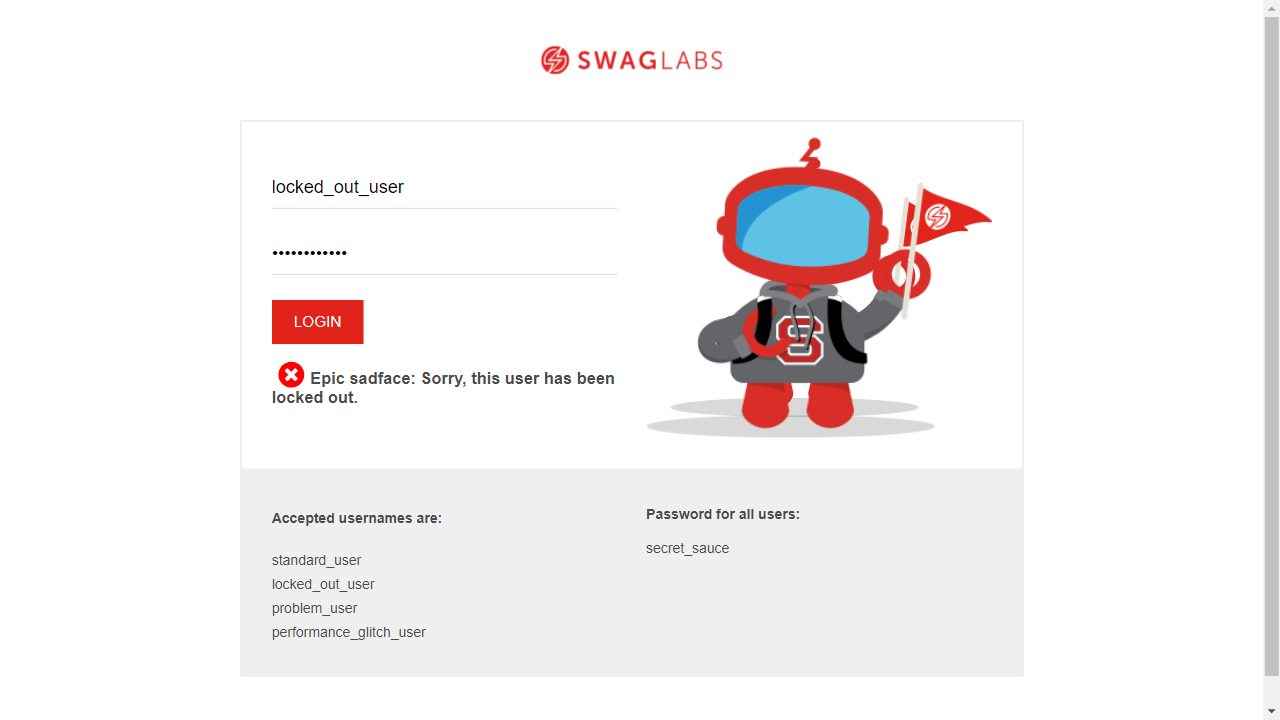 SWAGLABS
locked_out_user
••••••••••••
LOGIN
Epic sadface: Sorry, this user has been
locked out.
S
Accepted usernames are:
standard_user
locked_out_user
problem_user
performance_glitch_user
Password for all users:
secret_sauce